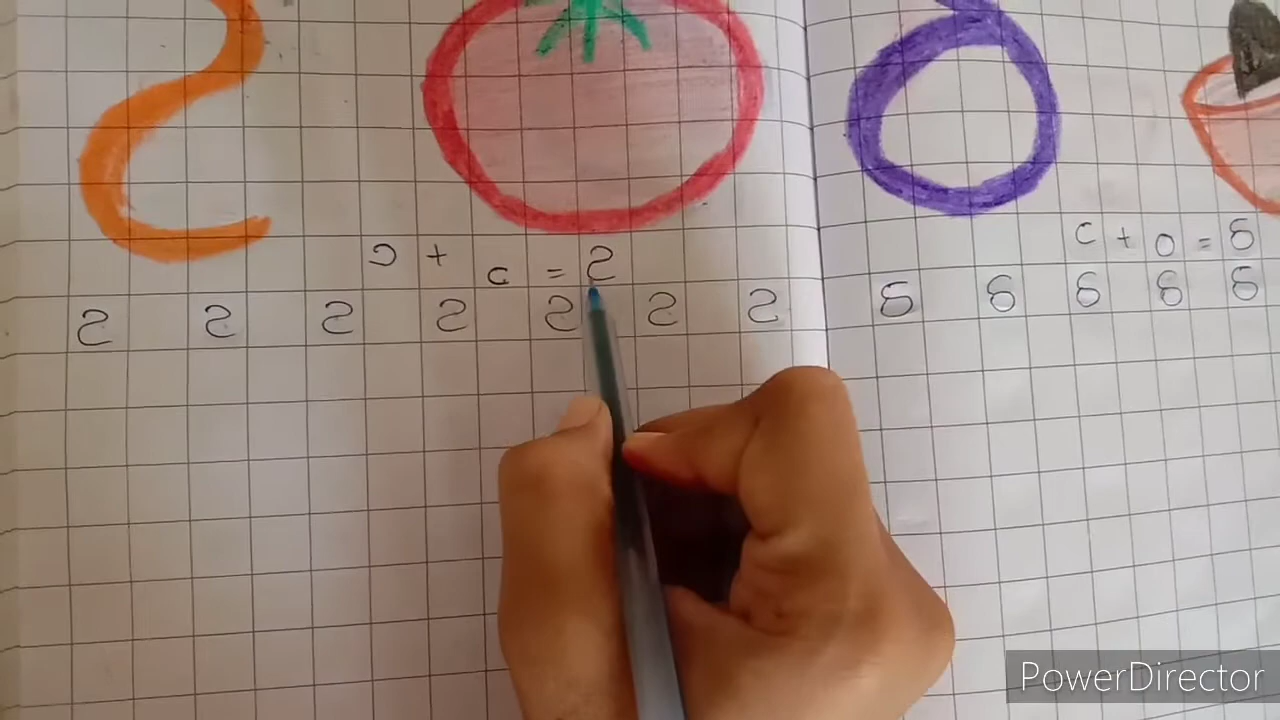 ટ
ઠ
ɔ + c = ટ
ટ ટ ટ ટ ટ ટ ટ
c + o = ઠ
ઠ ઠ ઠ ઠ ઠ
PowerDirector